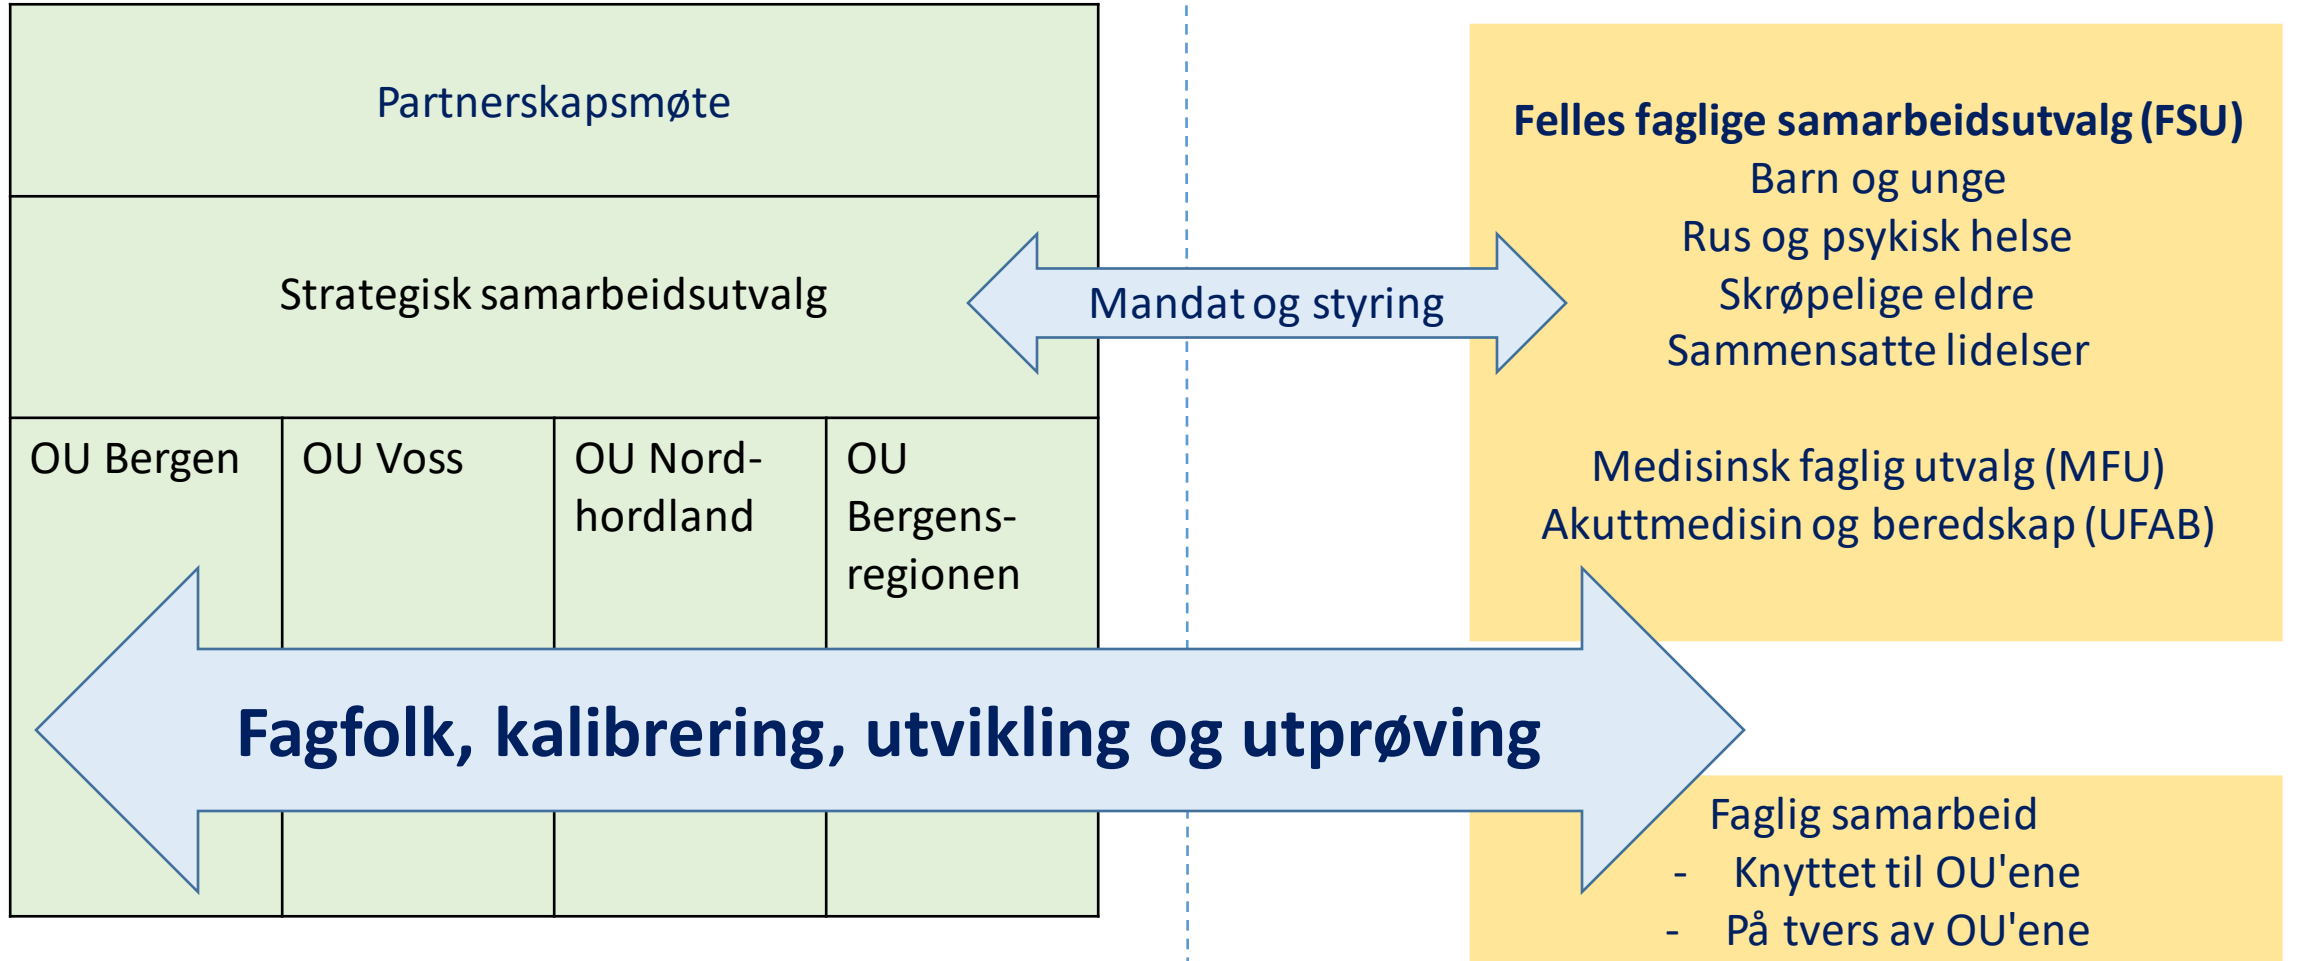 Partnerskapsmøte
Strategisk samarbeidsutvalg
OU Bergen
OU Voss
OU Nord-
hordland
OU
Bergens-
regionen
Mandat og styring
Felles faglige samarbeidsutvalg (FSU)
Barn og unge
Rus og psykisk helse
Skrøpelige eldre
Sammensatte lidelser
Medisinsk faglig utvalg (MFU)
Akuttmedisin og beredskap (UFAB)
Fagfolk, kalibrering, utvikling og utprøving
Faglig samarbeid
- Knyttet til OU'ene
- På tvers av OU'ene